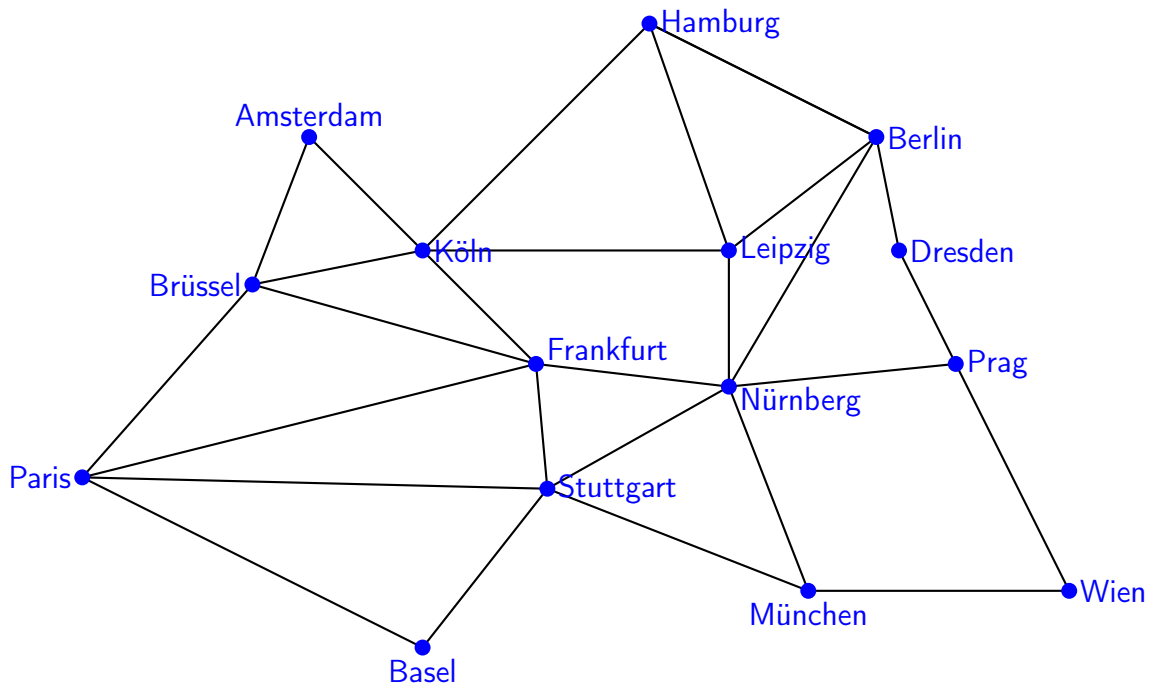 Hamburg
Amsterdam
Berlin
Köln
Leipzig
Dresden
Brüssel
Frankfurt
Prag
Nürnberg
Paris
Stuttgart
München
Wien
Basel